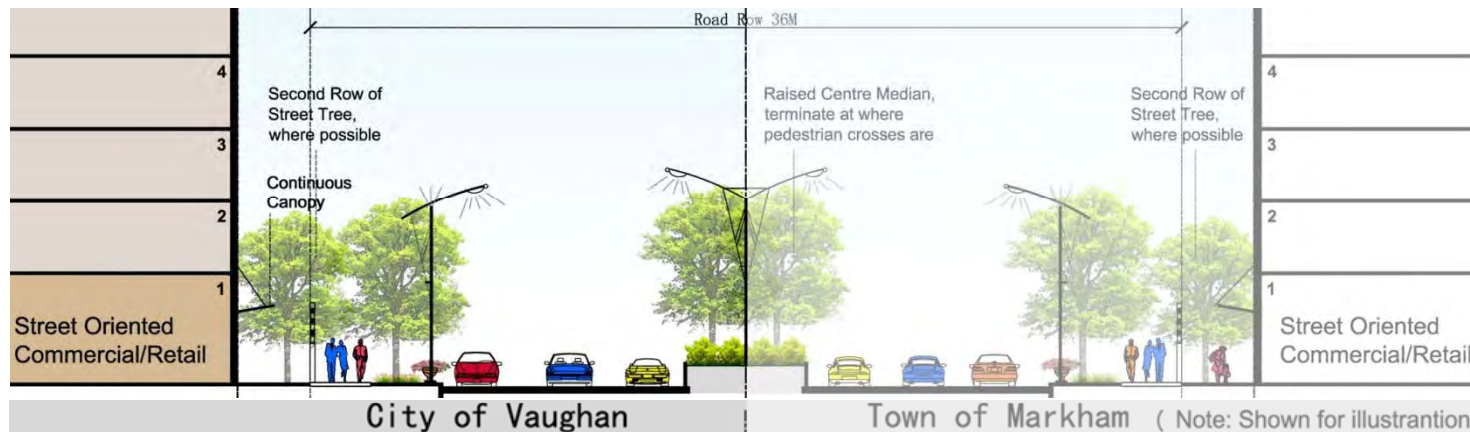 Road Row 36M
4
Second Row of
Street Tree,
where possible
3
Continuous
Canopy
2
1
Street Oriented
Commercial/Retail
Raised Centre Median,
terminate at where
pedestrian crosses are
Second Row of
Street Tree,
where possible
4
3
2
1
Street Oriented
Commercial/Retail
City of Vaughan
Town of Markham ( Note: Shown for illustrantion